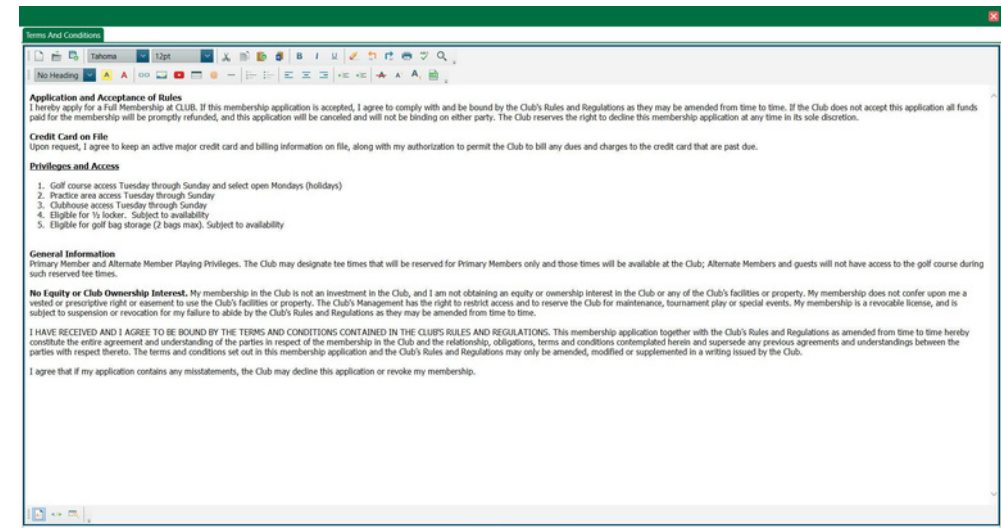 Terms And Conditions
Tahoma
12pt
B I U
No Heading
A A
A A A
Application and Acceptance of Rules
I hereby apply for a Full Membership at CLUB. If this membership application is accepted, I agree to comply with and be bound by the Club's Rules and Regulations as they may be amended from time to time. If the Club does not accept this application all funds
paid for the membership will be promptly refunded, and this application will be canceled and will not be binding on either party. The Club reserves the right to decline this membership application at any time in its sole discretion.
Credit Card on File
Upon request, I agree to keep an active major credit card and billing information on file, along with my authorization to permit the Club to bill any dues and charges to the credit card that are past due.
Privileges and Access
1. Golf course access Tuesday through Sunday and select open Mondays (holidays)
2. Practice area access Tuesday through Sunday
3. Clubhouse access Tuesday through Sunday
4. Eligible for ½ locker. Subject to availability
5. Eligible for golf bag storage (2 bags max). Subject to availability
General Information
Primary Member and Alternate Member Playing Privileges. The Club may designate tee times that will be reserved for Primary Members only and those times will be available at the Club; Alternate Members and guests will not have access to the golf course during
such reserved tee times.
No Equity or Club Ownership Interest. My membership in the Club is not an investment in the Club, and I am not obtaining an equity or ownership interest in the Club or any of the Club's facilities or property. My membership does not confer upon me a
vested or prescriptive right or easement to use the Club's facilities or property. The Club's Management has the right to restrict access and to reserve the Club for maintenance, tournament play or special events. My membership is a revocable license, and is
subject to suspension or revocation for my failure to abide by the Club's Rules and Regulations as they may be amended from time to time.
I HAVE RECEIVED AND I AGREE TO BE BOUND BY THE TERMS AND CONDITIONS CONTAINED IN THE CLUB'S RULES AND REGULATIONS. This membership application together with the Club's Rules and Regulations as amended from time to time hereby
constitute the entire agreement and understanding of the parties in respect of the membership in the Club and the relationship, obligations, terms and conditions contemplated herein and supersede any previous agreements and understandings between the
parties with respect thereto. The terms and conditions set out in this membership application and the Club's Rules and Regulations may only be amended, modified or supplemented in a writing issued by the Club.
I agree that if my application contains any misstatements, the Club may decline this application or revoke my membership.